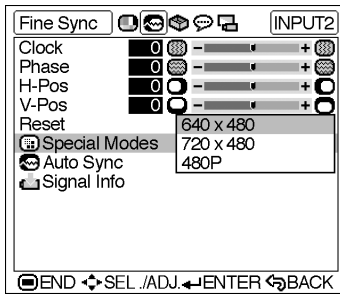 Fine Sync INPUT2
Clock 0 - +
Phase 0 - +
H-Pos 0 - +
V-Pos 0 - +
Reset
Special Modes
640 x 480
720 x 480
480P
Auto Sync
Signal Info
END SEL./ADJ. ENTER BACK